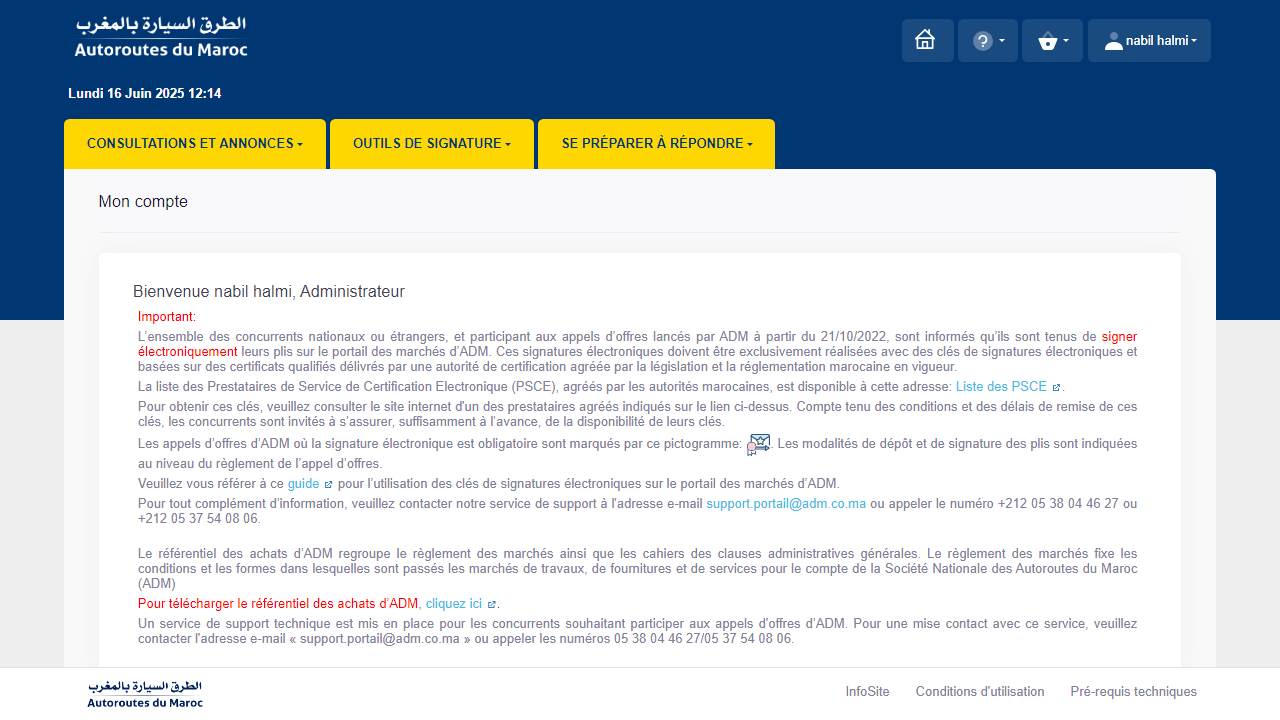 الطرق السيارة بالمغرب
Autoroutes du Maroc
nabil halmi
Lundi 16 Juin 2025 12:14
CONSULTATIONS ET ANNONCES
OUTILS DE SIGNATURE
SE PRÉPARER À RÉPONDRE
Mon compte
Bienvenue nabil halmi, Administrateur
Important:
L’ensemble des concurrents nationaux ou étrangers, et participant aux appels d’offres lancés par ADM à partir du 21/10/2022, sont informés qu’ils sont tenus de signer
électroniquement leurs plis sur le portail des marchés d’ADM. Ces signatures électroniques doivent être exclusivement réalisées avec des clés de signatures électroniques et
basées sur des certificats qualifiés délivrés par une autorité de certification agréée par la législation et la réglementation marocaine en vigueur.
La liste des Prestataires de Service de Certification Electronique (PSCE), agréés par les autorités marocaines, est disponible à cette adresse: Liste des PSCE .
Pour obtenir ces clés, veuillez consulter le site internet d'un des prestataires agréés indiqués sur le lien ci-dessus. Compte tenu des conditions et des délais de remise de ces
clés, les concurrents sont invités à s’assurer, suffisamment à l’avance, de la disponibilité de leurs clés.
Les appels d’offres d’ADM où la signature électronique est obligatoire sont marqués par ce pictogramme: . Les modalités de dépôt et de signature des plis sont indiquées
au niveau du règlement de l’appel d’offres.
Veuillez vous référer à ce guide pour l’utilisation des clés de signatures électroniques sur le portail des marchés d’ADM.
Pour tout complément d’information, veuillez contacter notre service de support à l'adresse e-mail support.portail@adm.co.ma ou appeler le numéro +212 05 38 04 46 27 ou
+212 05 37 54 08 06.
Le référentiel des achats d’ADM regroupe le règlement des marchés ainsi que les cahiers des clauses administratives générales. Le règlement des marchés fixe les
conditions et les formes dans lesquelles sont passés les marchés de travaux, de fournitures et de services pour le compte de la Société Nationale des Autoroutes du Maroc
(ADM)
Pour télécharger le référentiel des achats d’ADM, cliquez ici .
Un service de support technique est mis en place pour les concurrents souhaitant participer aux appels d'offres d’ADM. Pour une mise contact avec ce service, veuillez
contacter l'adresse e-mail « support.portail@adm.co.ma » ou appeler les numéros 05 38 04 46 27/05 37 54 08 06.
الطرق السيارة بالمغرب
Autoroutes du Maroc
InfoSite
Conditions d'utilisation
Pré-requis techniques